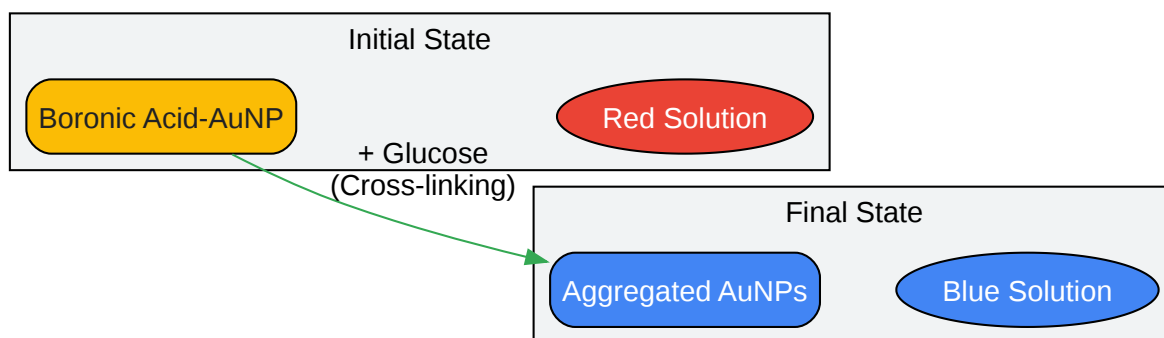 Initial State
Boronic Acid-AuNP
Red Solution
+ Glucose
(Cross-linking)
Final State
Aggregated AuNPs
Blue Solution